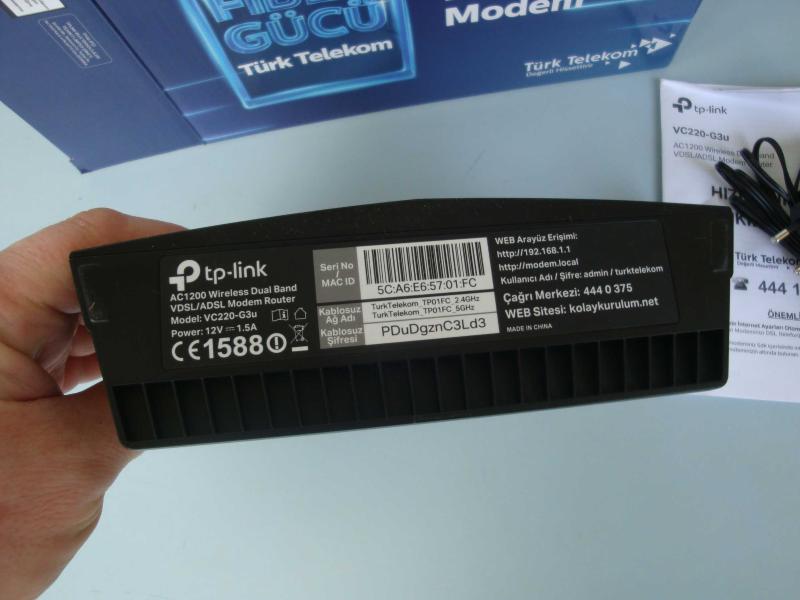 GÜCÜ
Türk Telekom
Modem
Türk Telekom
Değerli Hissettirir
tp-link
VC220-G3u
AC1200 Wireless Dual Band
VDSL/ADSL Modem Router
Türk Telekom
Değerli Hissettirir
444 1
ÖNEMLİ
tp-link
AC1200 Wireless Dual Band
VDSL/ADSL Modem Router
Model: VC220-G3u
Power: 12V ⎓ 1.5A
CE1588
Seri No
/
MAC ID
5C:A6:E6:57:01:FC
Kablosuz
Ağ Adı
TurkTelekom_TP01FC_2.4GHz
TurkTelekom_TP01FC_5GHz
Kablosuz
Şifresi
PDuDgznC3Ld3
WEB Arayüz Erişimi:
http://192.168.1.1
http://modem.local
Kullanıcı Adı / Şifre: admin / turktelekom
Çağrı Merkezi: 444 0 375
WEB Sitesi: kolaykurulum.net
MADE IN CHINA